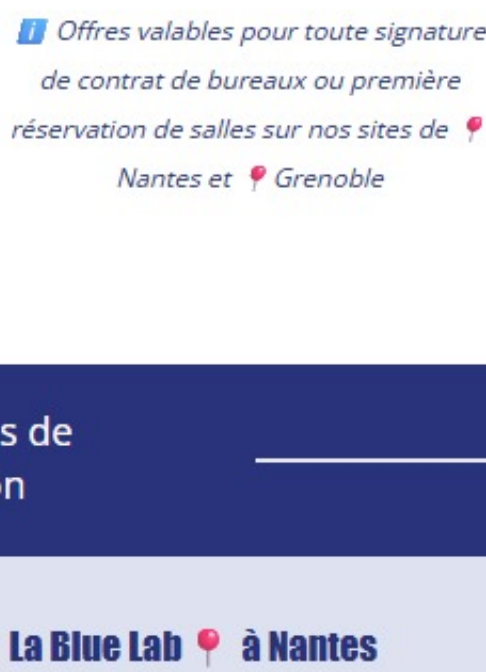 ℹ️ Offres valables pour toute signature
de contrat de bureaux ou première
réservation de salles sur nos sites de 📍
Nantes et 📍 Grenoble
s de
on
La Blue Lab 📍 à Nantes